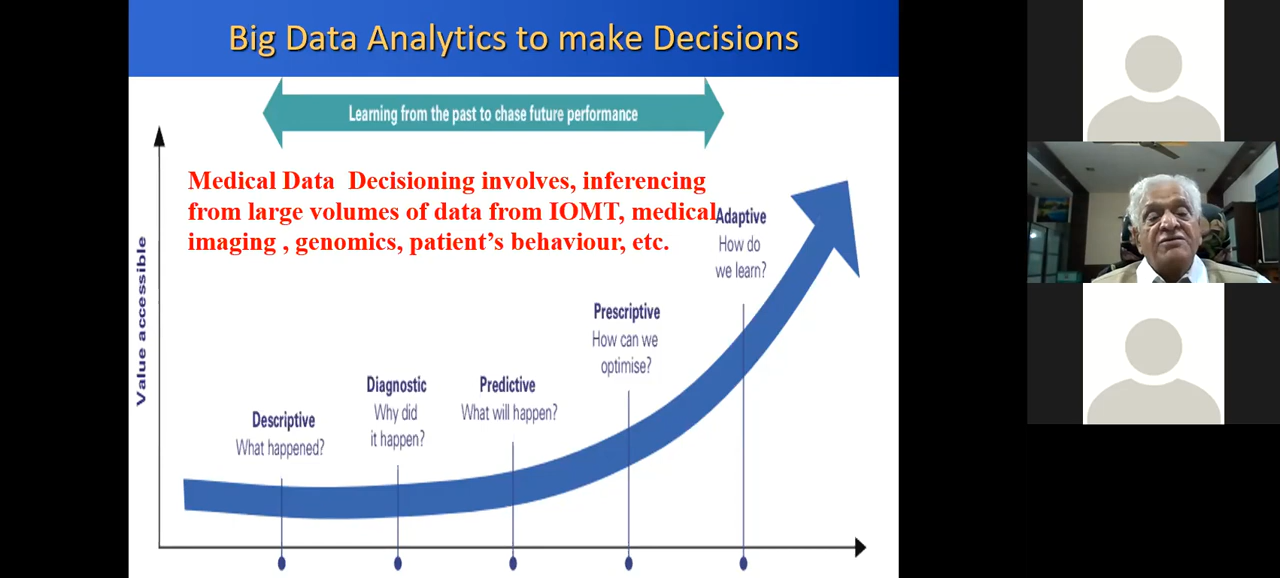 Big Data Analytics to make Decisions
Learning from the past to chase future performance
Medical Data  Decisioning involves, inferencing
from large volumes of data from IOMT, medical
imaging , genomics, patient's behaviour, etc.
Adaptive
How do
we learn?
Prescriptive
How can we
optimise?
Diagnostic
Why did
it happen?
Predictive
What will happen?
Descriptive
What happened?
Value accessible